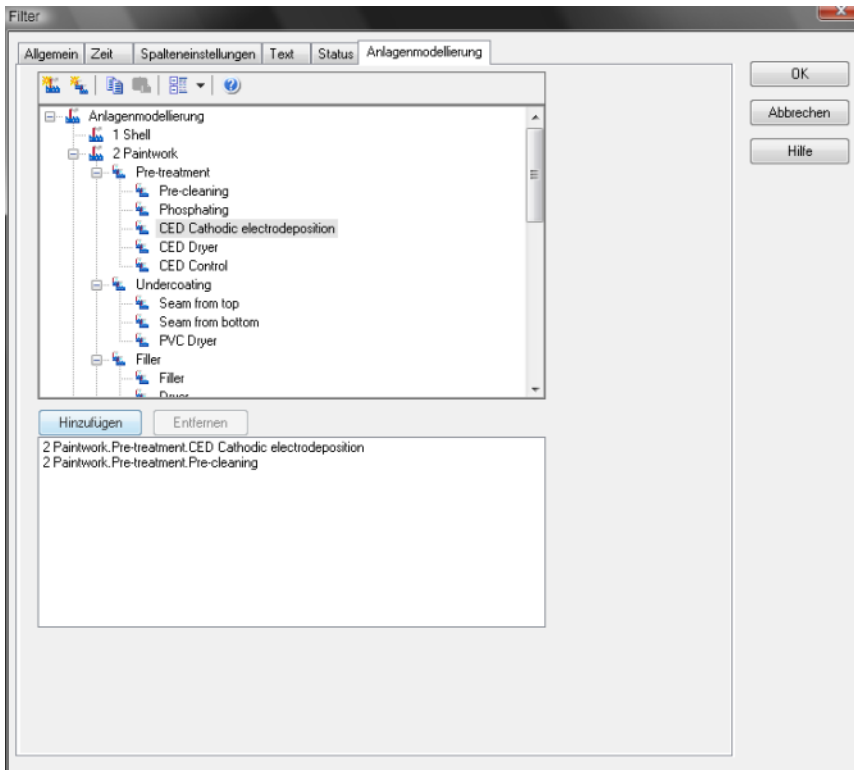 Filter
Allgemein Zeit Spalteneinstellungen Text Status Anlagenmodellierung
OK
Abbrechen
Hilfe
Anlagenmodellierung
1 Shell
2 Paintwork
Pre-treatment
Pre-cleaning
Phosphating
CED Cathodic electrodeposition
CED Dryer
CED Control
Undercoating
Seam from top
Seam from bottom
PVC Dryer
Filler
Filler
Dryer
Hinzufügen Entfernen
2 Paintwork.Pre-treatment.CED Cathodic electrodeposition
2 Paintwork.Pre-treatment.Pre-cleaning